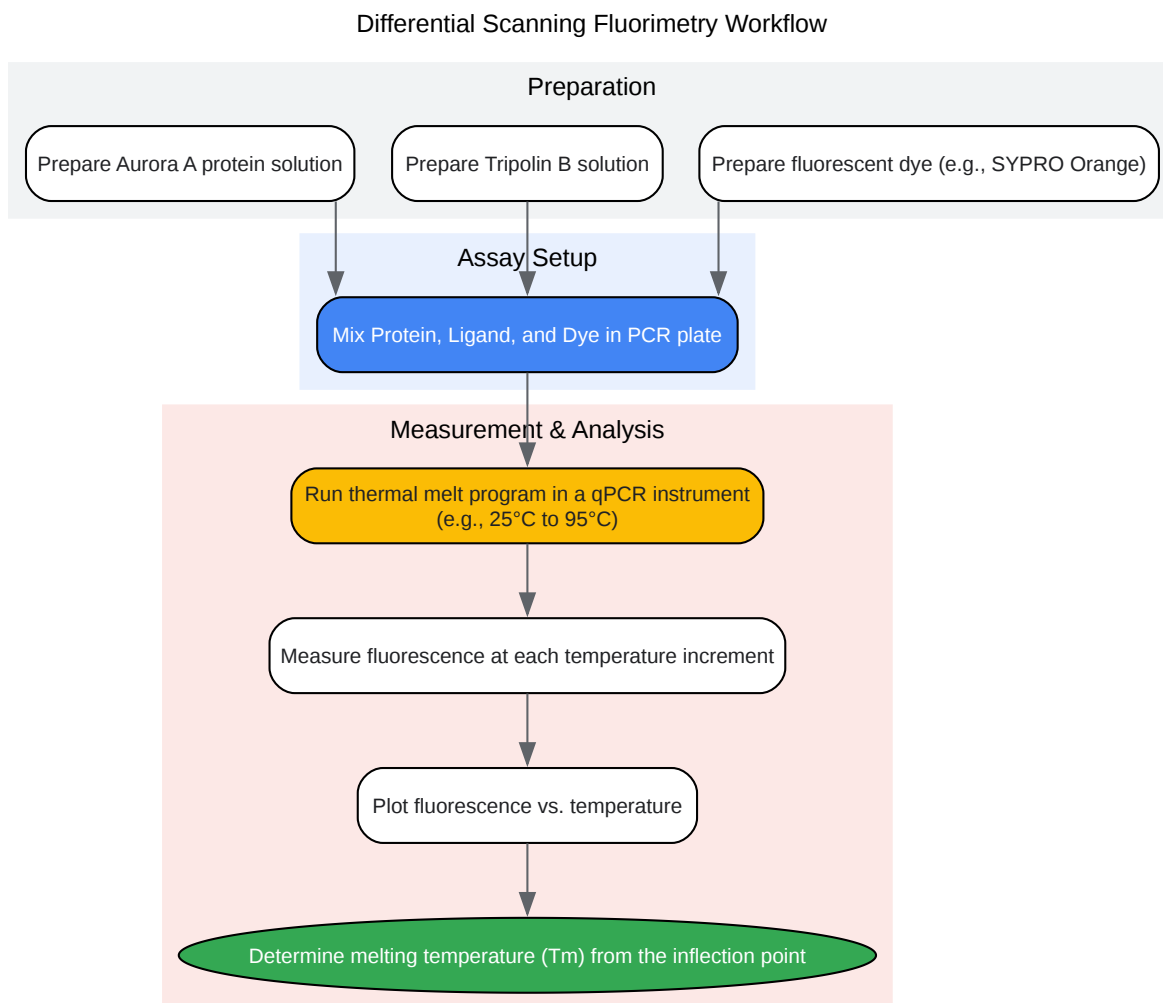 Differential Scanning Fluorimetry Workflow
Preparation
Prepare Aurora A protein solution
Prepare Tripolin B solution
Prepare fluorescent dye (e.g., SYPRO Orange)
Assay Setup
Mix Protein, Ligand, and Dye in PCR plate
Measurement & Analysis
Run thermal melt program in a qPCR instrument
(e.g., 25°C to 95°C)
Measure fluorescence at each temperature increment
Plot fluorescence vs. temperature
Determine melting temperature (Tm) from the inflection point